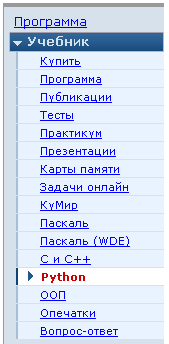 Программа
Учебник
Купить
Программа
Публикации
Тесты
Практикум
Презентации
Карты памяти
Задачи онлайн
КуМир
Паскаль
Паскаль (WDE)
С и С++
Python
ООП
Опечатки
Вопрос-ответ